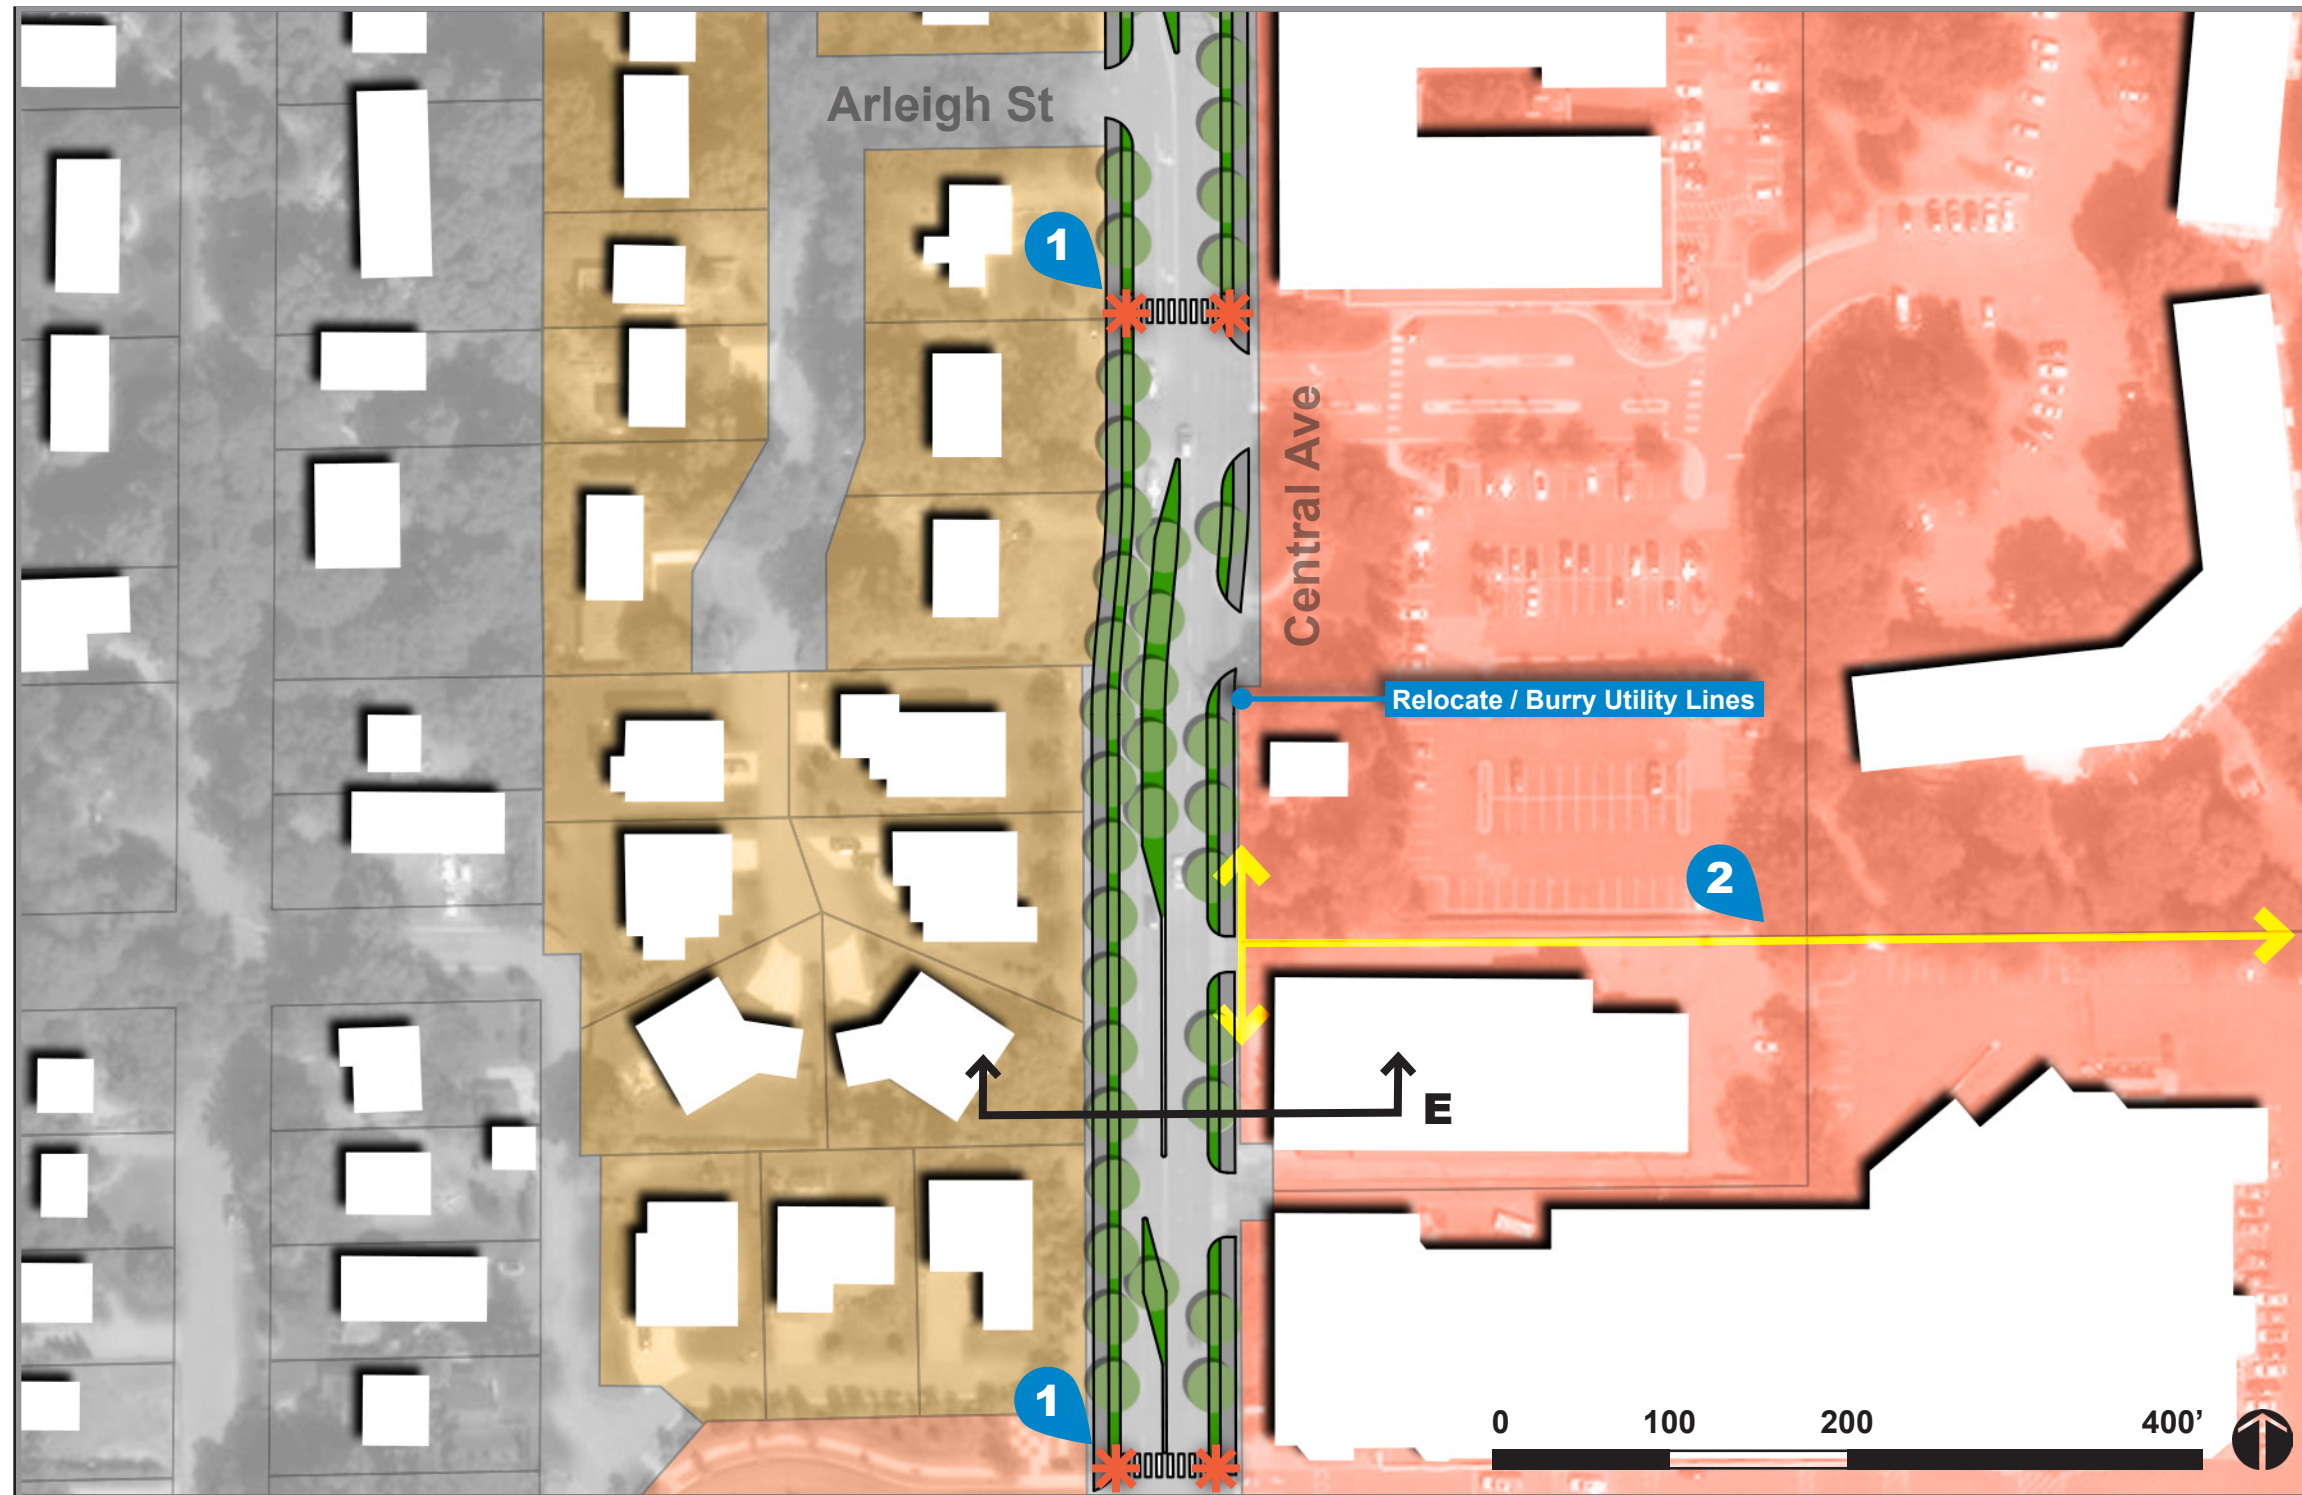 Arleigh St
1
Central Ave
Relocate / Burry Utility Lines
2
E
1
0 100 200 400’